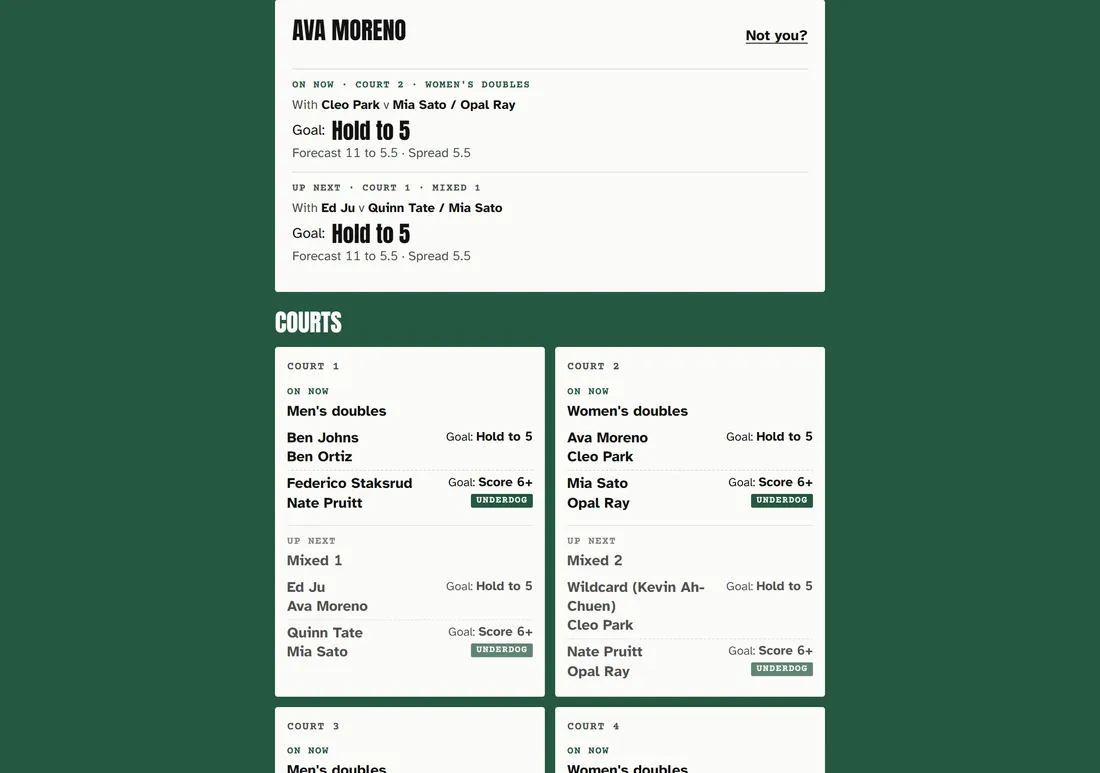 AVA MORENO
Not you?
ON NOW · COURT 2 · WOMEN'S DOUBLES
With Cleo Park v Mia Sato / Opal Ray
Goal: Hold to 5
Forecast 11 to 5.5 · Spread 5.5
UP NEXT · COURT 1 · MIXED 1
With Ed Ju v Quinn Tate / Mia Sato
Goal: Hold to 5
Forecast 11 to 5.5 · Spread 5.5
COURTS
COURT 1
ON NOW
Men's doubles
Ben Johns
Goal: Hold to 5
Ben Ortiz
Federico Staksrud
Goal: Score 6+
Nate Pruitt
UNDERDOG
UP NEXT
Mixed 1
Ed Ju
Goal: Hold to 5
Ava Moreno
Quinn Tate
Goal: Score 6+
Mia Sato
UNDERDOG
COURT 2
ON NOW
Women's doubles
Ava Moreno
Goal: Hold to 5
Cleo Park
Mia Sato
Goal: Score 6+
Opal Ray
UNDERDOG
UP NEXT
Mixed 2
Wildcard (Kevin Ah-
Goal: Hold to 5
Chuen)
Cleo Park
Nate Pruitt
Goal: Score 6+
Opal Ray
UNDERDOG
COURT 3
ON NOW
Men's doubles
COURT 4
ON NOW
Women's doubles